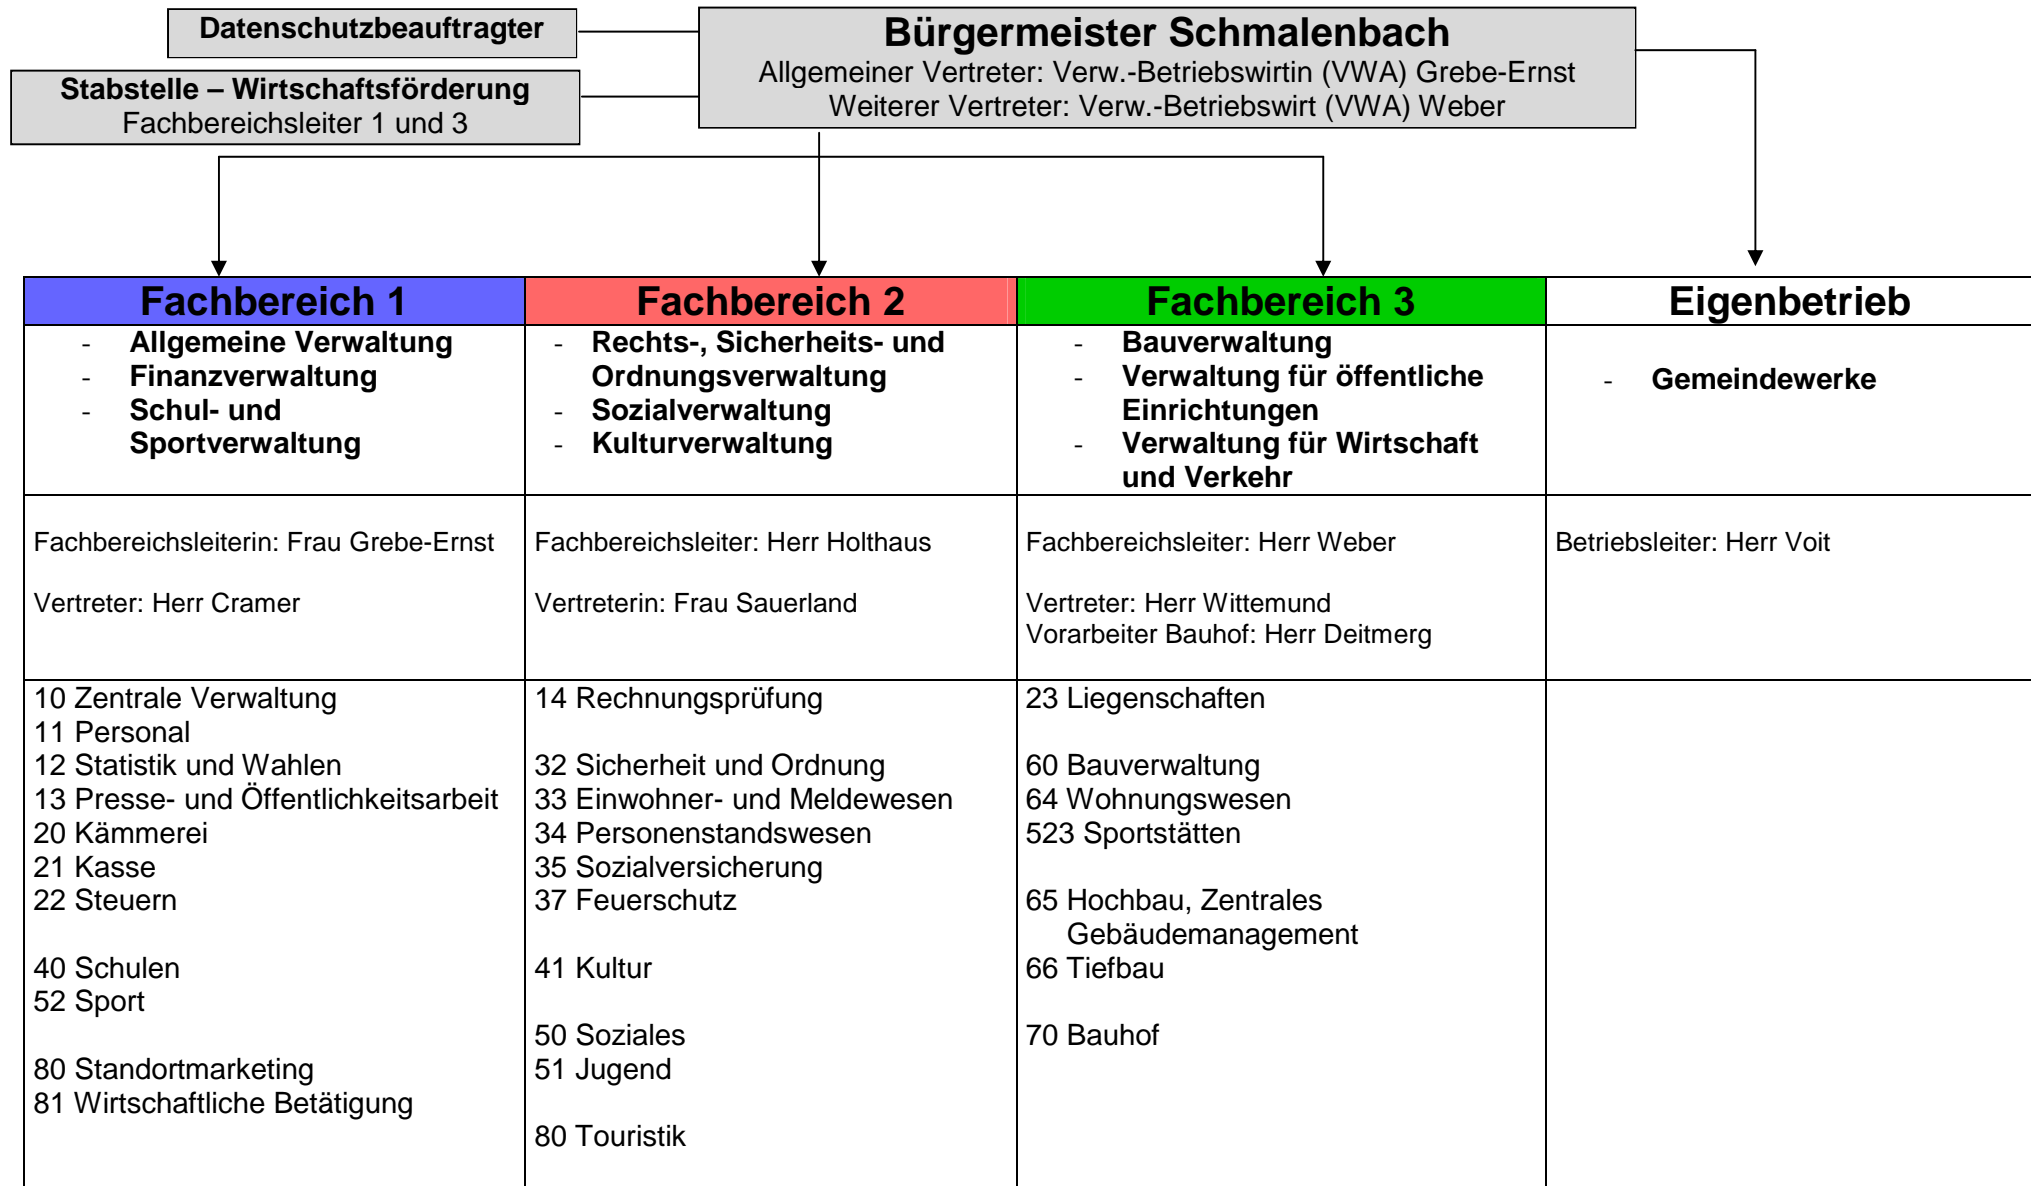 Datenschutzbeauftragter
Stabstelle – Wirtschaftsförderung
Fachbereichsleiter 1 und 3
Bürgermeister Schmalenbach
Allgemeiner Vertreter: Verw.-Betriebswirtin (VWA) Grebe-Ernst
Weiterer Vertreter: Verw.-Betriebswirt (VWA) Weber
Fachbereich 1
- Allgemeine Verwaltung
- Finanzverwaltung
- Schul- und
Sportverwaltung
Fachbereichsleiterin: Frau Grebe-Ernst
Vertreter: Herr Cramer
10 Zentrale Verwaltung
11 Personal
12 Statistik und Wahlen
13 Presse- und Öffentlichkeitsarbeit
20 Kämmerei
21 Kasse
22 Steuern
40 Schulen
52 Sport
80 Standortmarketing
81 Wirtschaftliche Betätigung
Fachbereich 2
- Rechts-, Sicherheits- und
Ordnungsverwaltung
- Sozialverwaltung
- Kulturverwaltung
Fachbereichsleiter: Herr Holthaus
Vertreterin: Frau Sauerland
14 Rechnungsprüfung
32 Sicherheit und Ordnung
33 Einwohner- und Meldewesen
34 Personenstandswesen
35 Sozialversicherung
37 Feuerschutz
41 Kultur
50 Soziales
51 Jugend
80 Touristik
Fachbereich 3
- Bauverwaltung
- Verwaltung für öffentliche
Einrichtungen
- Verwaltung für Wirtschaft
und Verkehr
Fachbereichsleiter: Herr Weber
Vertreter: Herr Wittemund
Vorarbeiter Bauhof: Herr Deitmerg
23 Liegenschaften
60 Bauverwaltung
64 Wohnungswesen
523 Sportstätten
65 Hochbau, Zentrales
Gebäudemanagement
66 Tiefbau
70 Bauhof
Eigenbetrieb
- Gemeindewerke
Betriebsleiter: Herr Voit